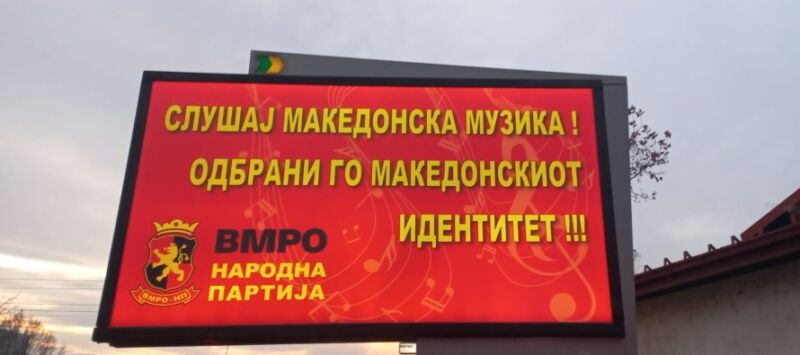 СЛУШАЈ МАКЕДОНСКА МУЗИКА !
ОДБРАНИ ГО МАКЕДОНСКИОТ
ИДЕНТИТЕТ !!!
ВМРО
НАРОДНА
ПАРТИЈА
ВМРО-НП